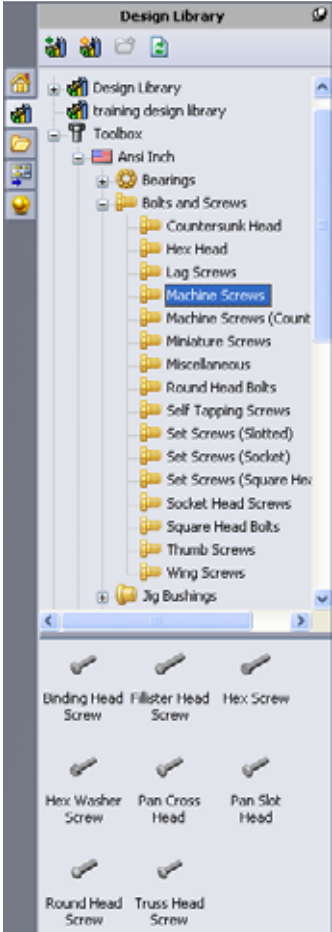 Design Library
Design Library
training design library
Toolbox
Ansi Inch
Bearings
Bolts and Screws
Countersunk Head
Hex Head
Lag Screws
Machine Screws
Machine Screws (Count
Miniature Screws
Miscellaneous
Round Head Bolts
Self Tapping Screws
Set Screws (Slotted)
Set Screws (Socket)
Set Screws (Square Hea
Socket Head Screws
Square Head Bolts
Thumb Screws
Wing Screws
Jig Bushings
Binding Head Screw
Fillister Head Screw
Hex Screw
Hex Washer Screw
Pan Cross Head
Pan Slot Head
Round Head Screw
Truss Head Screw